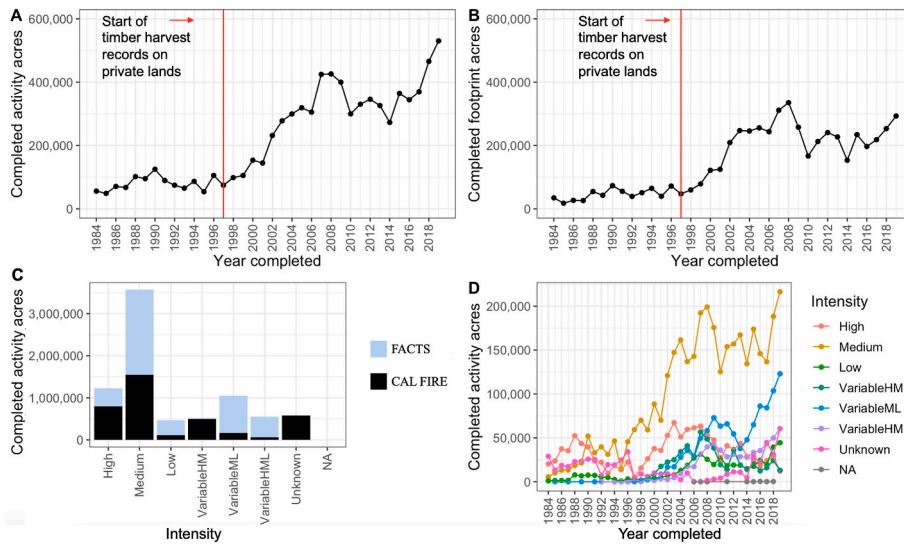 A
Completed activity acres
600,000
400,000
200,000
0
Start of
timber harvest
records on
private lands
1984
1986
1988
1990
1992
1994
1996
1998
2000
2002
2004
2006
2008
2010
2012
2014
2016
2018
Year completed
B
Completed footprint acres
600,000
400,000
200,000
0
Start of
timber harvest
records on
private lands
1984
1986
1988
1990
1992
1994
1996
1998
2000
2002
2004
2006
2008
2010
2012
2014
2016
2018
Year completed
C
Completed activity acres
3,000,000
2,000,000
1,000,000
0
High
Medium
Low
VariableHM
VariableML
VariableHML
Unknown
NA
Intensity
FACTS
CAL FIRE
D
Completed activity acres
200,000
150,000
100,000
50,000
0
1984
1986
1988
1990
1992
1994
1996
1998
2000
2002
2004
2006
2008
2010
2012
2014
2016
2018
Year completed
Intensity
High
Medium
Low
VariableHM
VariableML
VariableHM
Unknown
NA